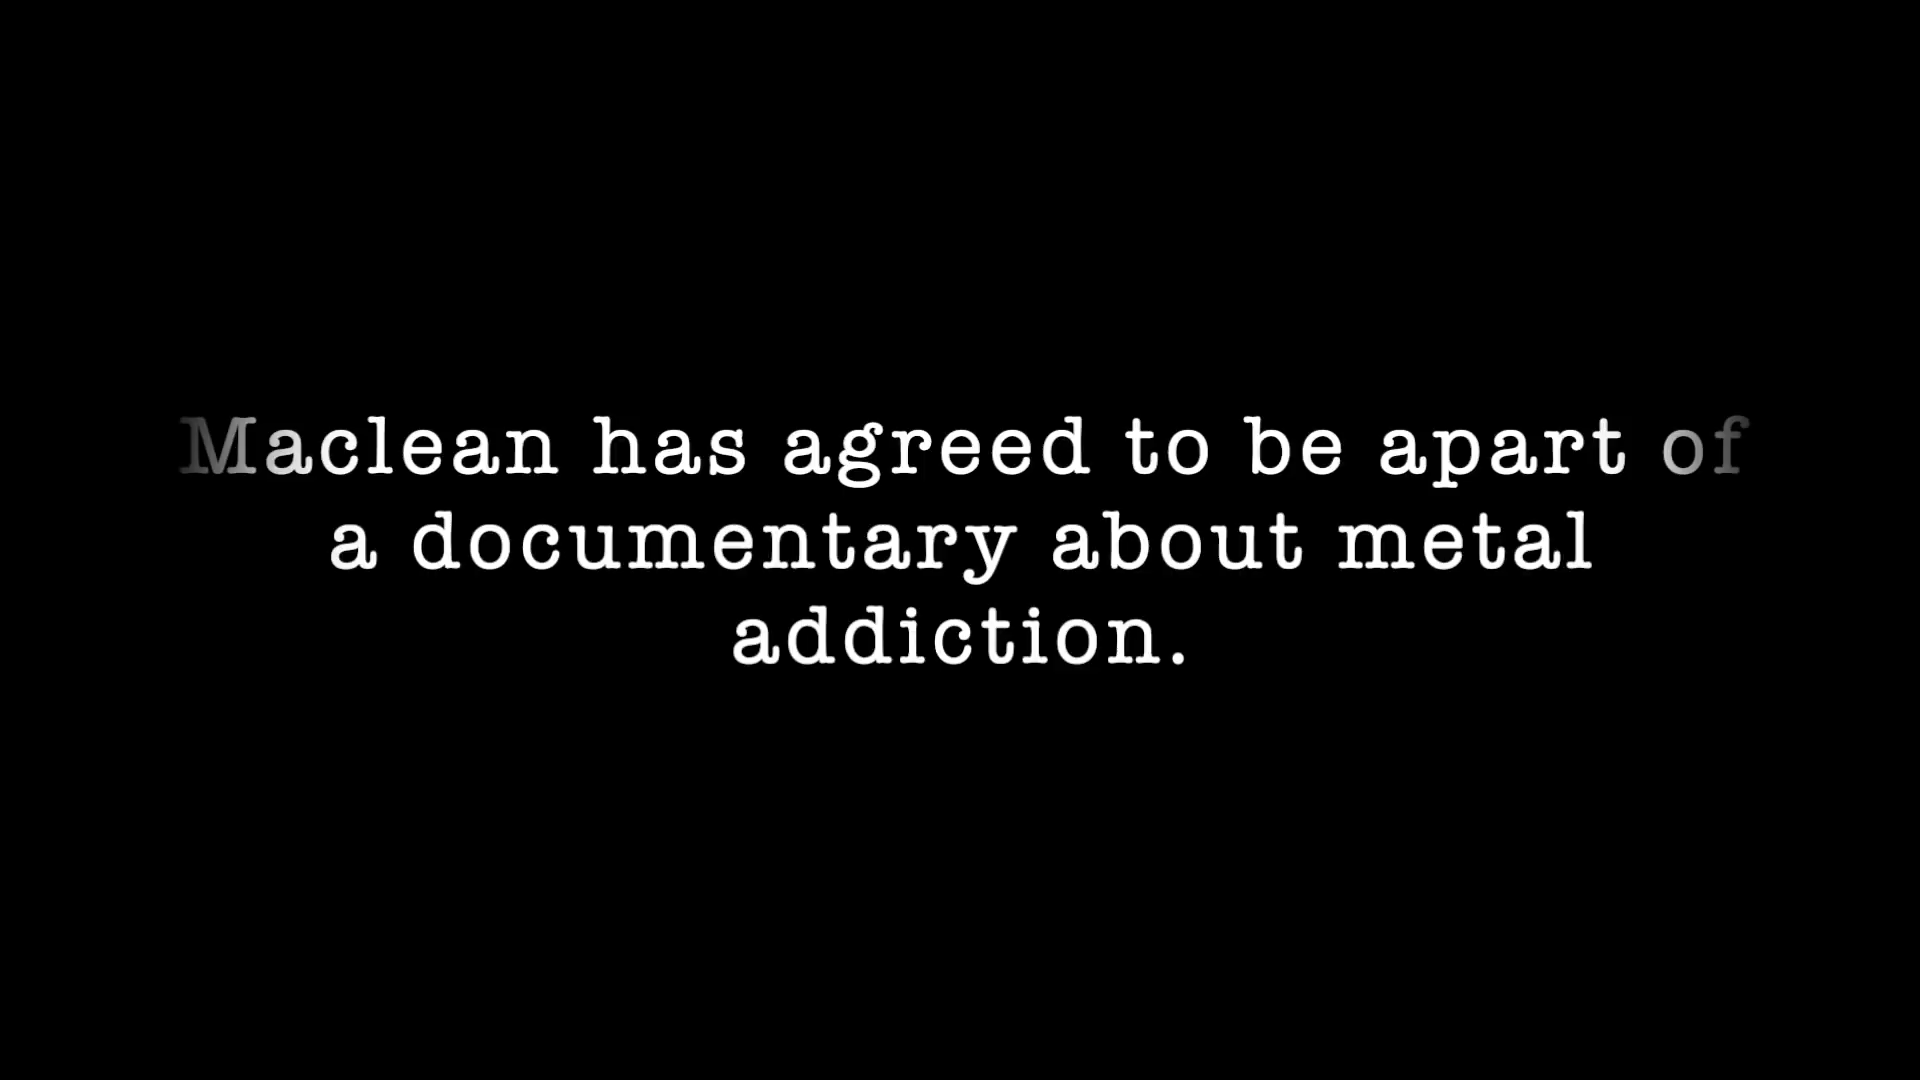 Maclean has agreed to be apart of
a documentary about metal
addiction.